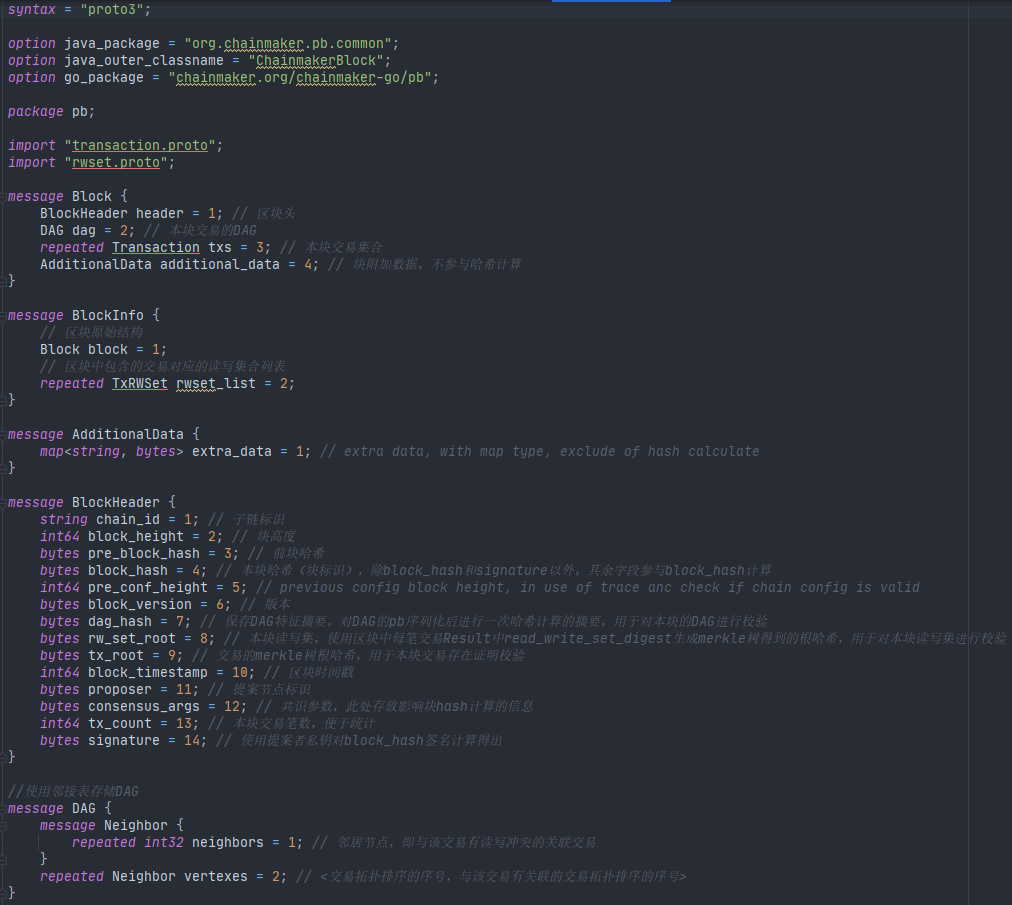 syntax = "proto3";
option java_package = "org.chainmaker.pb.common";
option java_outer_classname = "ChainmakerBlock";
option go_package = "chainmaker.org/chainmaker-go/pb";
package pb;
import "transaction.proto";
import "rwset.proto";
message Block {
    BlockHeader header = 1; // 区块头
    DAG dag = 2; // 本块交易的DAG
    repeated Transaction txs = 3; // 本块交易集合
    AdditionalData additional_data = 4; // 块附加数据，不参与哈希计算
}
message BlockInfo {
    // 区块原始结构
    Block block = 1;
    // 区块中包含的交易对应的读写集合列表
    repeated TxRWSet rwset_list = 2;
}
message AdditionalData {
    map<string, bytes> extra_data = 1; // extra data, with map type, exclude of hash calculate
}
message BlockHeader {
    string chain_id = 1; // 子链标识
    int64 block_height = 2; // 块高度
    bytes pre_block_hash = 3; // 前块哈希
    bytes block_hash = 4; // 本块哈希（块标识），除block_hash和signature以外，其余字段参与block_hash计算
    int64 pre_conf_height = 5; // previous config block height, in use of trace anc check if chain config is valid
    bytes block_version = 6; // 版本
    bytes dag_hash = 7; // 保存DAG特征摘要，对DAG的pb序列化后进行一次哈希计算的摘要，用于对本块的DAG进行校验
    bytes rw_set_root = 8; // 本块读写集，使用区块中每笔交易Result中read_write_set_digest生成merkle树得到的根哈希，用于对本块读写集进行校验
    bytes tx_root = 9; // 交易的merkle树根哈希，用于本块交易存在证明校验
    int64 block_timestamp = 10; // 区块时间戳
    bytes proposer = 11; // 提案节点标识
    bytes consensus_args = 12; // 共识参数，此处存放影响块hash计算的信息
    int64 tx_count = 13; // 本块交易笔数，便于统计
    bytes signature = 14; // 使用提案者私钥对block_hash签名计算得出
}
//使用邻接表存储DAG
message DAG {
    message Neighbor {
        repeated int32 neighbors = 1; // 邻居节点，即与该交易有读写冲突的关联交易
    }
    repeated Neighbor vertexes = 2; // <交易拓扑排序的序号，与该交易有关联的交易拓扑排序的序号>
}